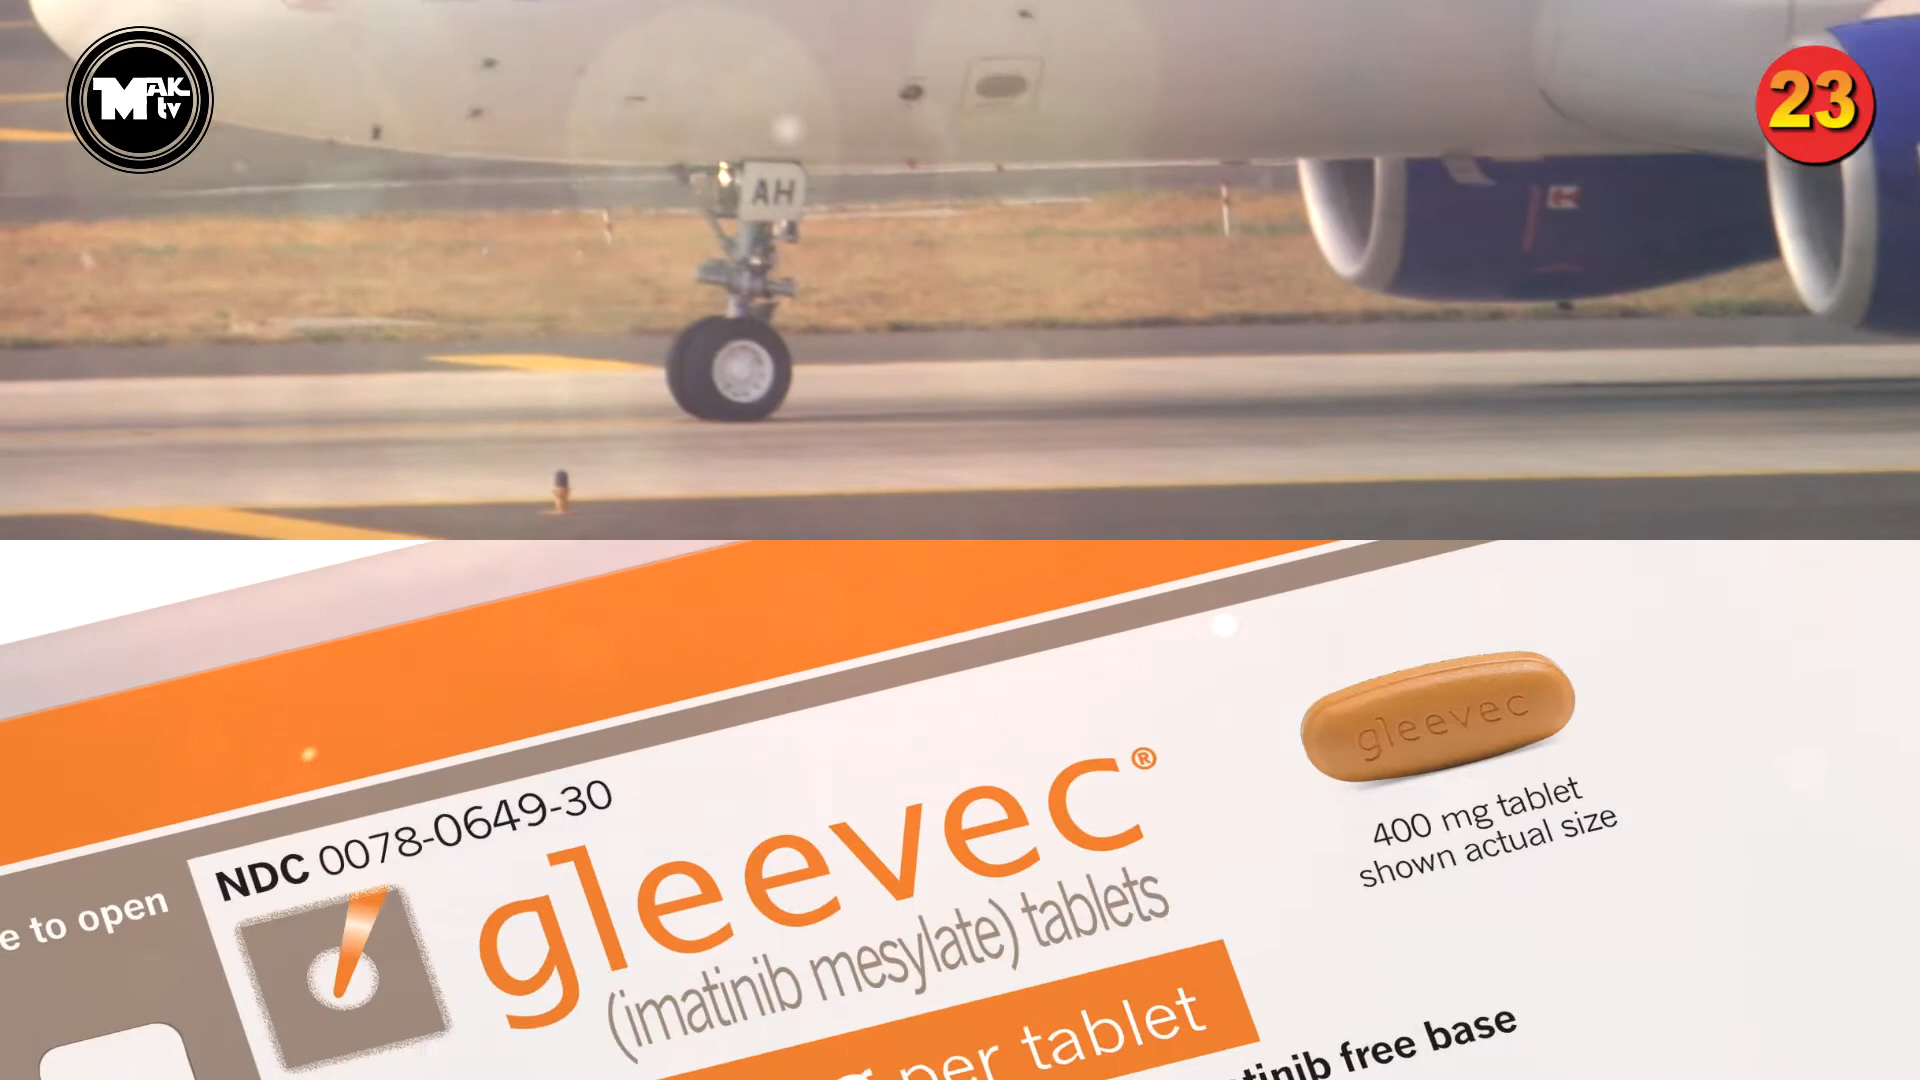 MAK
tv
23
AH
NDC 0078-0649-30
gleevec®
(imatinib mesylate) tablets
per tablet
e to open
gleevec
400 mg tablet
shown actual size
tinib free base